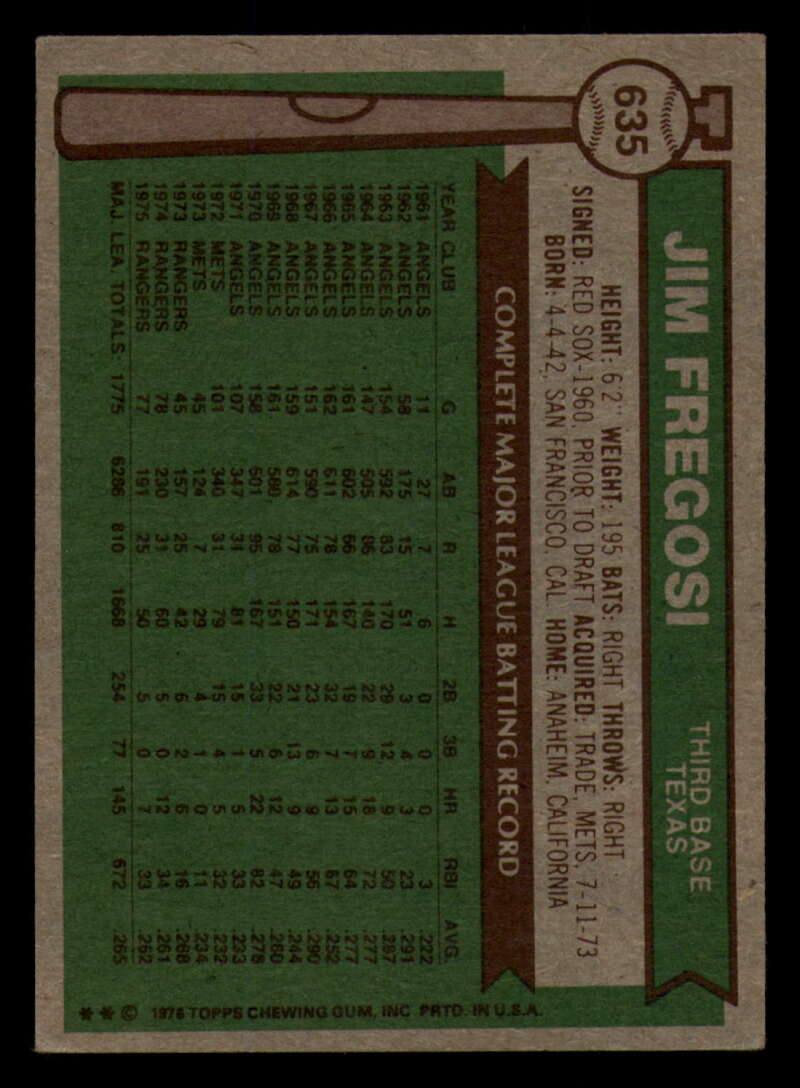 635
JIM FREGOSI
THIRD BASE
TEXAS
HEIGHT: 6'2" WEIGHT: 195 BATS: RIGHT THROWS: RIGHT
SIGNED: RED SOX-1960, PRIOR TO DRAFT ACQUIRED: TRADE, METS, 7-11-73
BORN: 4-4-42, SAN FRANCISCO, CAL HOME: ANAHEIM, CALIFORNIA
COMPLETE MAJOR LEAGUE BATTING RECORD
YEAR CLUB G AB R H 2B 3B HR RBI AVG.
1961 ANGELS 11 27 7 6 0 0 0 3 .222
1962 ANGELS 58 175 15 51 3 4 3 23 .291
1963 ANGELS 154 592 83 170 29 12 9 50 .287
1964 ANGELS 147 505 86 140 22 9 18 72 .277
1965 ANGELS 161 602 66 167 19 7 15 64 .277
1966 ANGELS 162 611 78 154 32 7 13 67 .252
1967 ANGELS 151 590 75 171 23 6 9 56 .290
1968 ANGELS 159 614 77 150 21 13 9 49 .244
1969 ANGELS 161 580 78 151 22 6 12 47 .260
1970 ANGELS 158 601 95 167 33 5 22 82 .278
1971 ANGELS 107 347 31 81 15 1 5 33 .233
1972 METS 101 340 31 79 15 4 5 32 .232
1973 METS 45 124 7 29 4 1 0 11 .234
1973 RANGERS 45 157 25 42 6 2 6 16 .268
1974 RANGERS 78 230 31 60 5 0 12 34 .261
1975 RANGERS 77 191 25 50 5 0 7 33 .262
MAJ. LEA. TOTALS 1775 6286 810 1668 254 77 145 672 .265
** © 1976 TOPPS CHEWING GUM, INC. PRTD. IN U.S.A.